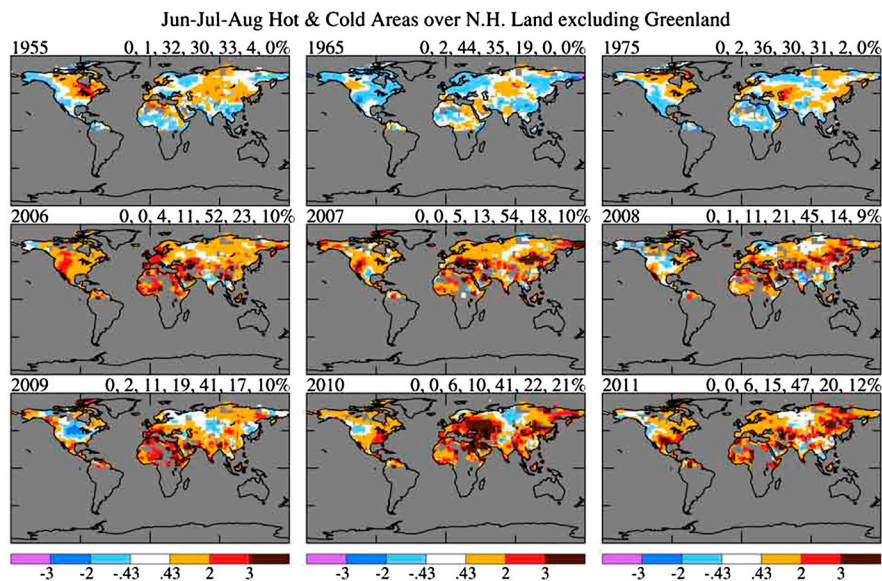 Jun-Jul-Aug Hot & Cold Areas over N.H. Land excluding Greenland
1955 0, 1, 32, 30, 33, 4, 0%
1965 0, 2, 44, 35, 19, 0, 0%
1975 0, 2, 36, 30, 31, 2, 0%
2006 0, 0, 4, 11, 52, 23, 10%
2007 0, 0, 5, 13, 54, 18, 10%
2008 0, 1, 11, 21, 45, 14, 9%
2009 0, 2, 11, 19, 41, 17, 10%
2010 0, 0, 6, 10, 41, 22, 21%
2011 0, 0, 6, 15, 47, 20, 12%
-3 -2 -.43 .43 2 3
-3 -2 -.43 .43 2 3
-3 -2 -.43 .43 2 3